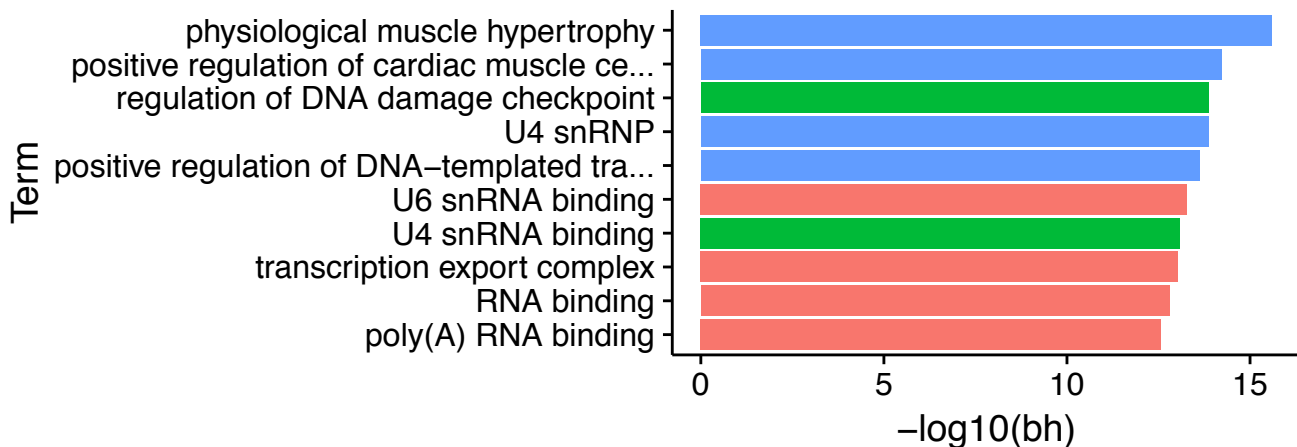 physiological muscle hypertrophy
positive regulation of cardiac muscle ce...
regulation of DNA damage checkpoint
U4 snRNP
positive regulation of DNA−templated tra...
U6 snRNA binding
U4 snRNA binding
transcription export complex
RNA binding
poly(A) RNA binding
Term
0 5 10 15
−log10(bh)